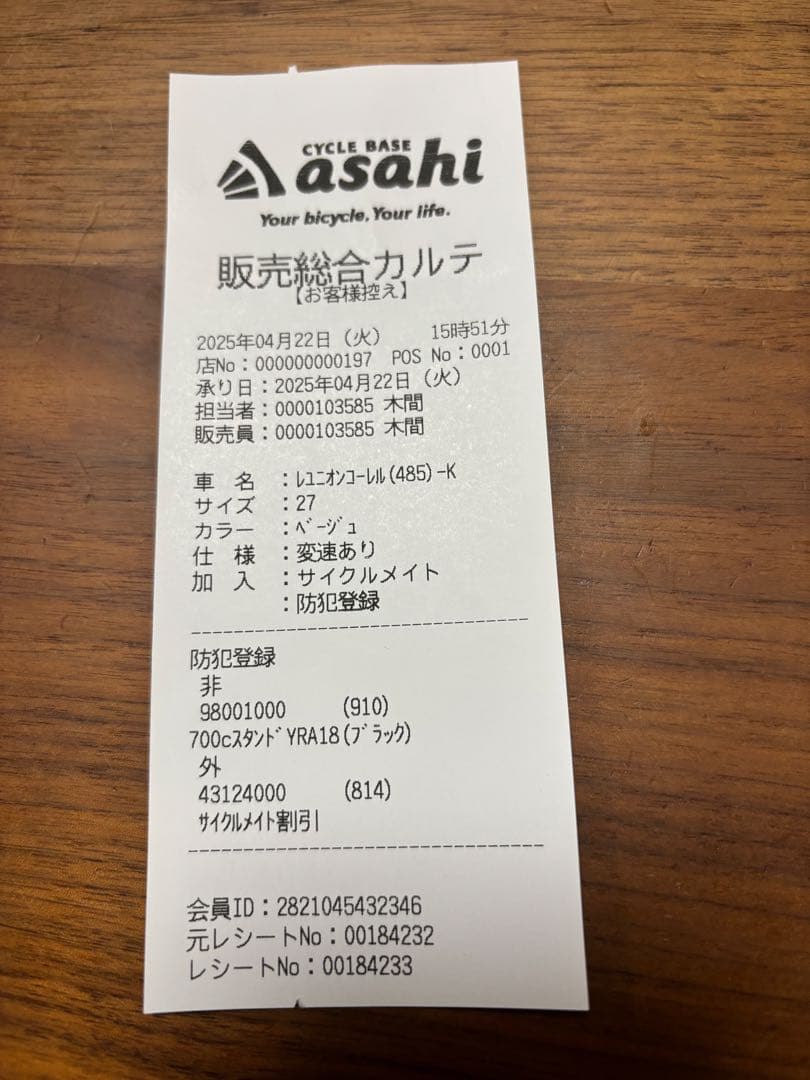 CYCLE BASE
asahi
Your bicycle, Your life.
販売総合カルテ
【お客様控え】
2025年04月22日(火) 15時51分
店No:000000000197 POS No:0001
承り日:2025年04月22日(火)
担当者:0000103585 木間
販売員:0000103585 木間
車 名 :ﾚﾕﾆｵﾝｺｰﾚﾙ(485)-K
サイズ :27
カラー :ﾍﾞｰｼﾞｭ
仕 様 :変速あり
加 入 :サイクルメイト
:防犯登録
防犯登録
非
98001000 (910)
700cｽﾀﾝﾄﾞYRA18(ﾌﾞﾗｯｸ)
外
43124000 (814)
ｻｲｸﾙﾒｲﾄ割引
会員ID:2821045432346
元レシートNo:00184232
レシートNo:00184233